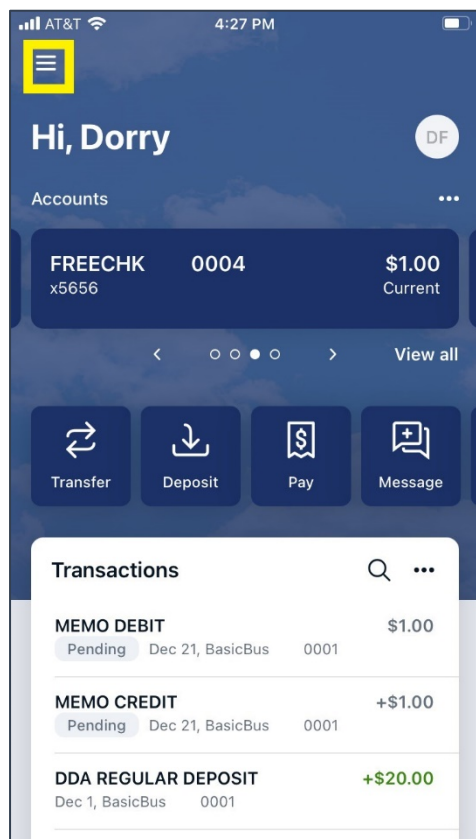 AT&T 4:27 PM
Hi, Dorry DF
Accounts
FREECHK 0004 $1.00
x5656 Current
View all
Transfer Deposit Pay Message
Transactions
MEMO DEBIT $1.00
Pending Dec 21, BasicBus 0001
MEMO CREDIT +$1.00
Pending Dec 21, BasicBus 0001
DDA REGULAR DEPOSIT +$20.00
Dec 1, BasicBus 0001